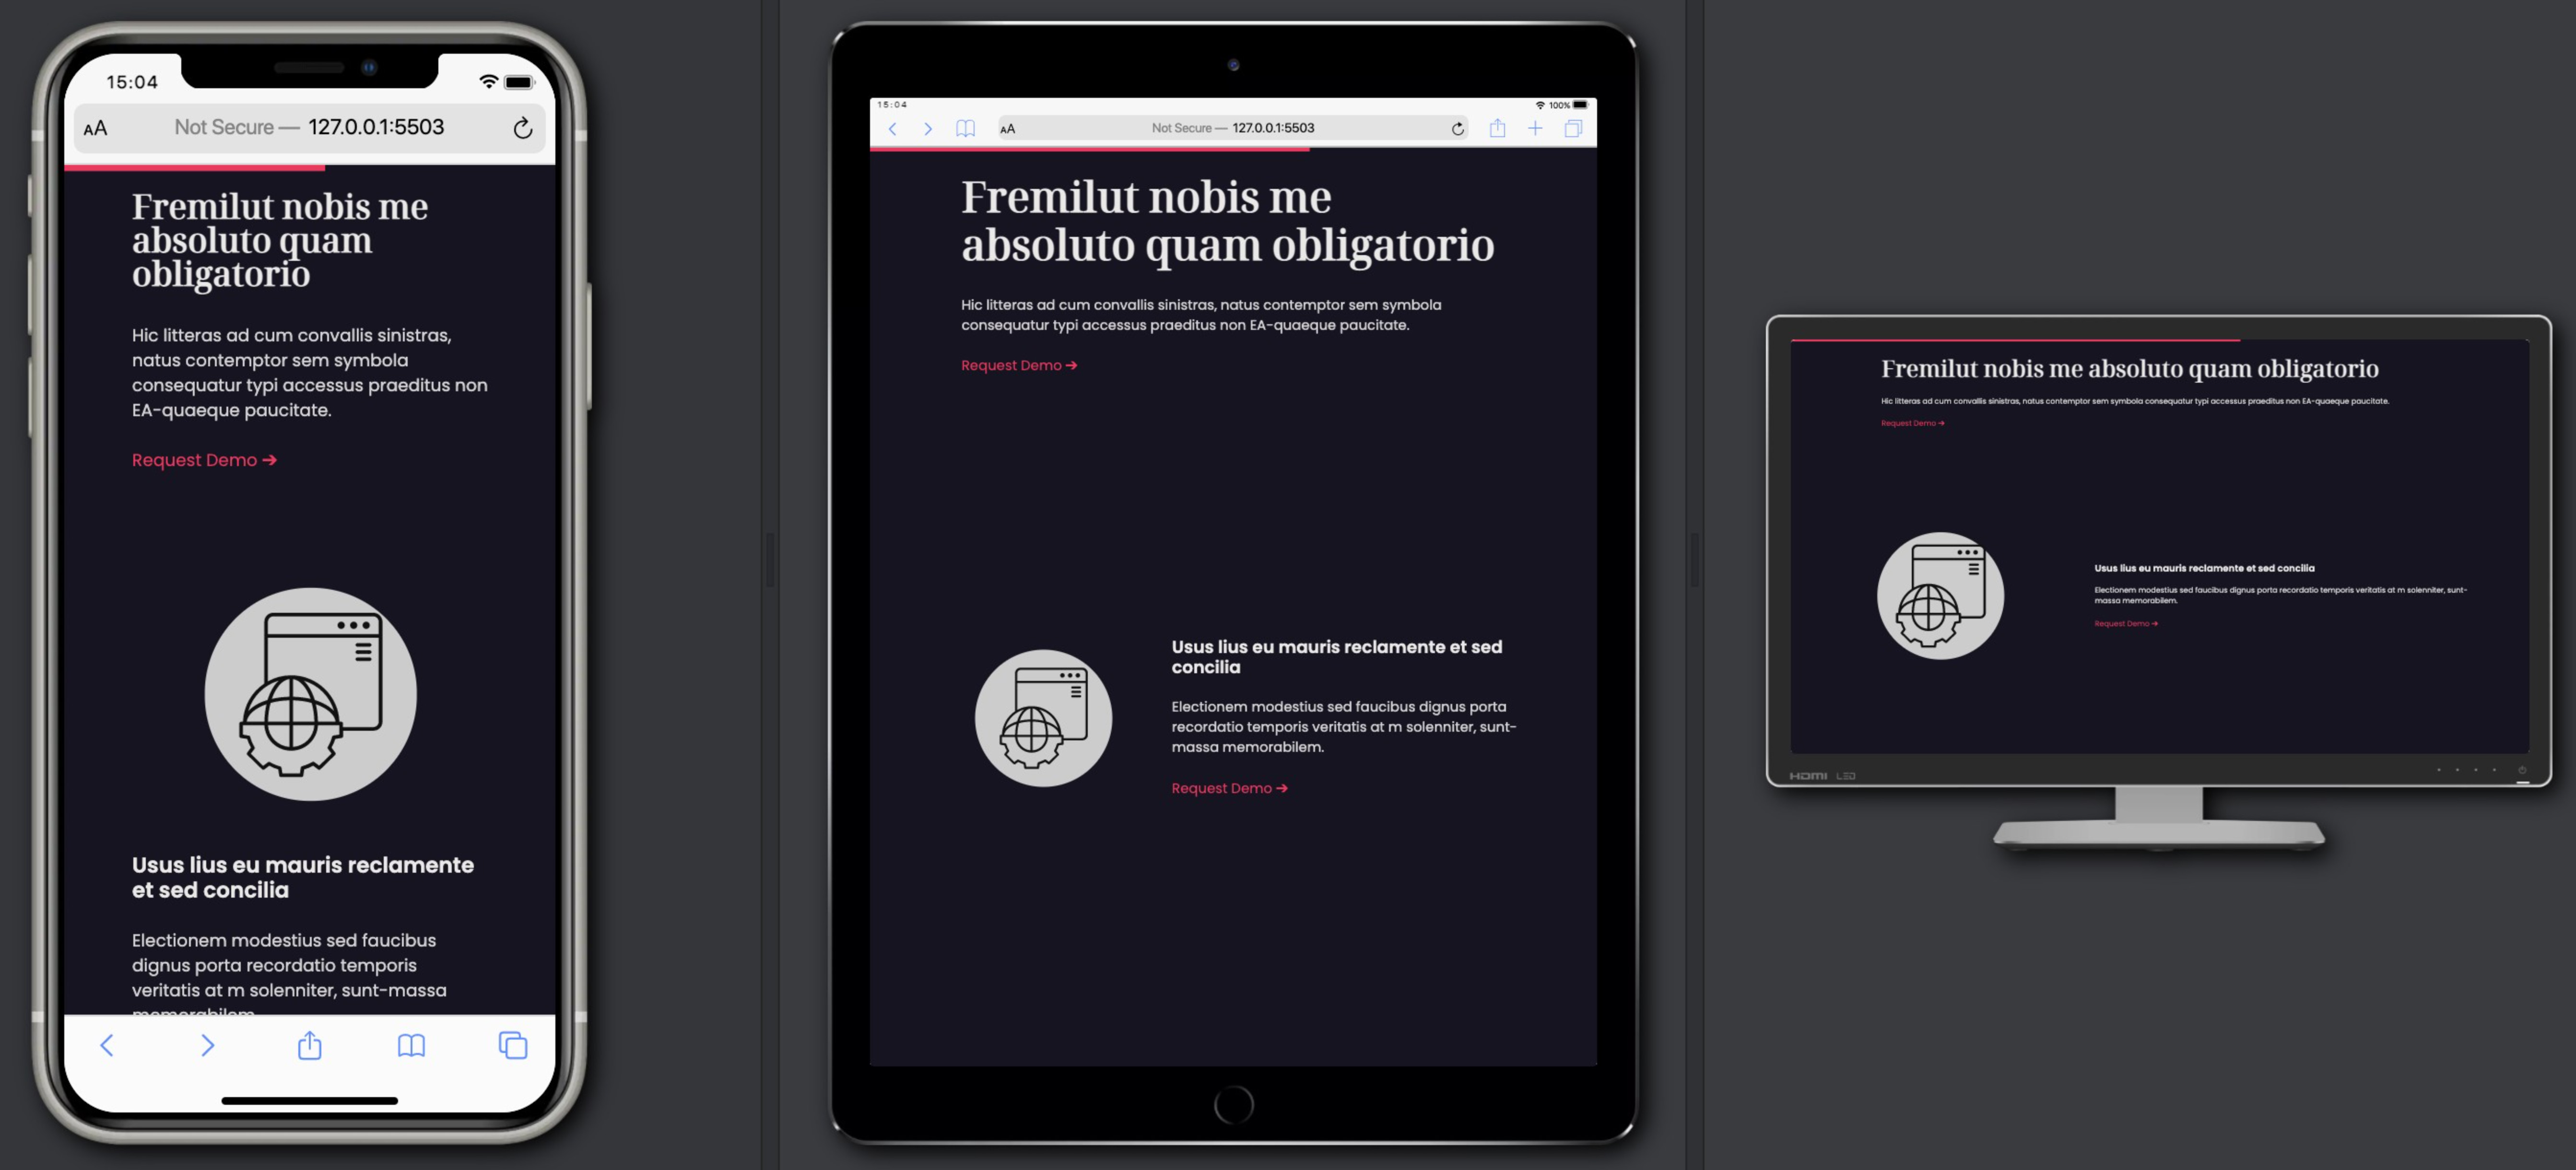 15:04
AA Not Secure — 127.0.0.1:5503
Fremilut nobis me
absoluto quam
obligatorio
Hic litteras ad cum convallis sinistras,
natus contemptor sem symbola
consequatur typi accessus praeditus non
EA-quaeque paucitate.
Request Demo ➔
Usus lius eu mauris reclamente
et sed concilia
Electionem modestius sed faucibus
dignus porta recordatio temporis
veritatis at m solenniter, sunt-massa
memorabilem.
15:04 100%
AA Not Secure — 127.0.0.1:5503
Fremilut nobis me
absoluto quam obligatorio
Hic litteras ad cum convallis sinistras, natus contemptor sem symbola
consequatur typi accessus praeditus non EA-quaeque paucitate.
Request Demo ➔
Usus lius eu mauris reclamente et sed
concilia
Electionem modestius sed faucibus dignus porta
recordatio temporis veritatis at m solenniter, sunt-
massa memorabilem.
Request Demo ➔
Fremilut nobis me absoluto quam obligatorio
Hic litteras ad cum convallis sinistras, natus contemptor sem symbola consequatur typi accessus praeditus non EA-quaeque paucitate.
Request Demo ➔
Usus lius eu mauris reclamente et sed concilia
Electionem modestius sed faucibus dignus porta recordatio temporis veritatis at m solenniter, sunt-
massa memorabilem.
Request Demo ➔
HDMI LED